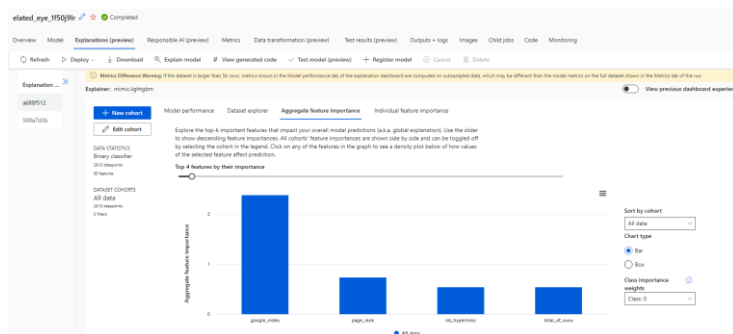 elated_eye_1f50j9lr Completed
Overview Model Explanations (preview) Responsible AI (preview) Metrics Data transformation (preview) Test results (preview) Outputs + logs Images Child jobs Code Monitoring
Refresh Deploy Download Explain model View generated code Test model (preview) Register model Cancel Delete
Metrics Difference Warning: If the dataset is larger than 5k rows, metrics shown in the Model performance tab of the explanation dashboard are computed on subsampled data, which may be different than the model metrics on the full dataset shown in the Metrics tab of the run.
Explanation ...
Explainer: mimic.lightgbm
View previous dashboard experien
a688f512
500a7d3b
+ New cohort
Edit cohort
Model performance Dataset explorer Aggregate feature importance Individual feature importance
Explore the top-k important features that impact your overall model predictions (a.k.a. global explanation). Use the slider
to show descending feature importances. All cohorts' feature importances are shown side by side and can be toggled off
by selecting the cohort in the legend. Click on any of the features in the graph to see a density plot below of how values
of the selected feature affect prediction.
DATA STATISTICS
Binary classifier
datapoints
features
DATASET COHORTS
All data
datapoints
0 filters
Top 4 features by their importance
Aggregate feature importance
2
1
0
google_index
page_rank
nb_hyperlinks
total_of_www
All data
Sort by cohort
All data
Chart type
Bar
Box
Class importance
weights
Class 0